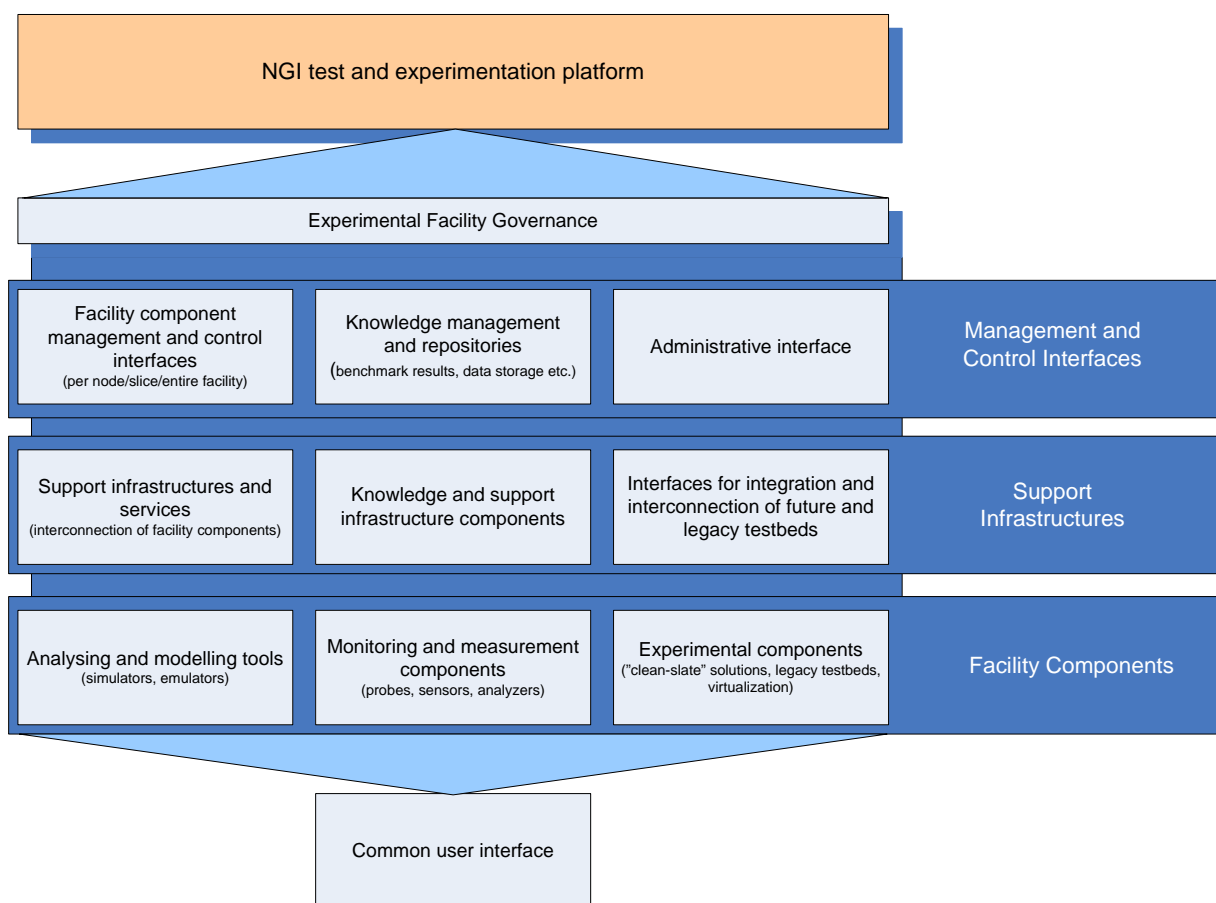 NGI test and experimentation platform
Experimental Facility Governance
Facility component
management and control
interfaces
(per node/slice/entire facility)
Knowledge management
and repositories
(benchmark results, data storage etc.)
Administrative interface
Management and
Control Interfaces
Support infrastructures and
services
(interconnection of facility components)
Knowledge and support
infrastructure components
Interfaces for integration and
interconnection of future and
legacy testbeds
Support
Infrastructures
Analysing and modelling tools
(simulators, emulators)
Monitoring and measurement
components
(probes, sensors, analyzers)
Experimental components
(”clean-slate” solutions, legacy testbeds,
virtualization)
Facility Components
Common user interface